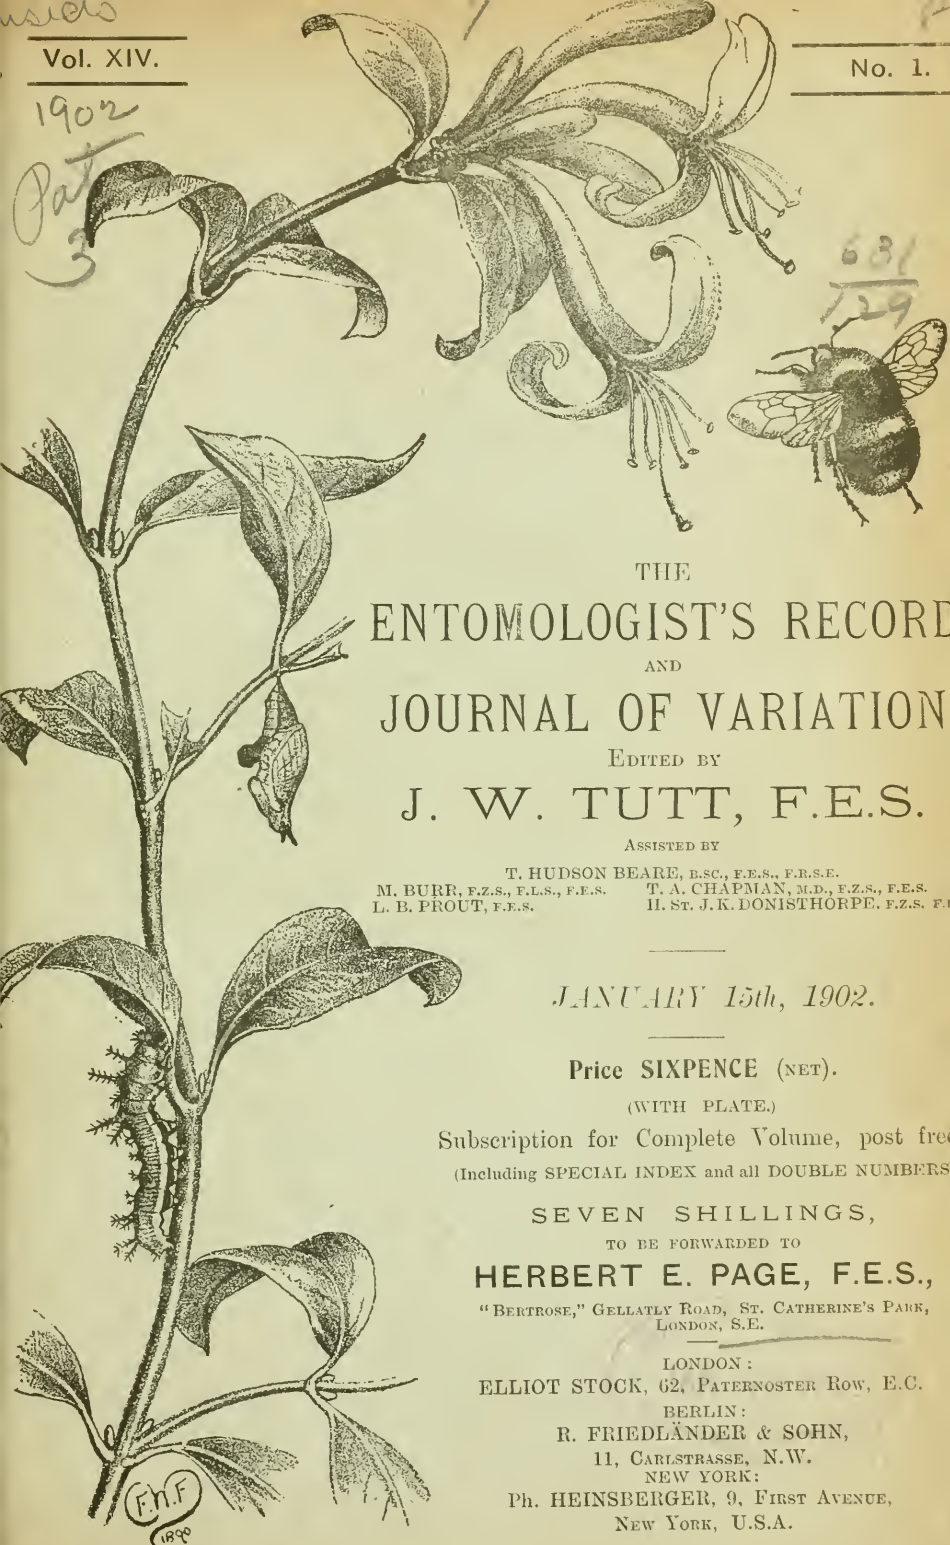 Vol. XIV.
No. 1.
1902
631
729
THE
ENTOMOLOGIST'S RECORD
AND
JOURNAL OF VARIATION
EDITED BY
J. W. TUTT, F.E.S.
ASSISTED BY
T. HUDSON BEARE, B.SC., F.E.S., F.R.S.E.
M. BURR, F.Z.S., F.L.S., F.E.S. T. A. CHAPMAN, M.D., F.Z.S., F.E.S.
L. B. PROUT, F.E.S. H. ST. J. K. DONISTHORPE. F.Z.S.
JANUARY 15th, 1902.
Price SIXPENCE (NET).
(WITH PLATE.)
Subscription for Complete Volume, post free
(Including SPECIAL INDEX and all DOUBLE NUMBERS
SEVEN SHILLINGS,
TO BE FORWARDED TO
HERBERT E. PAGE, F.E.S.,
"BERTROSE," GELLATLY ROAD, ST. CATHERINE'S PARK,
LONDON, S.E.
LONDON:
ELLIOT STOCK, 62, PATERNOSTER ROW, E.C.
BERLIN:
R. FRIEDLÄNDER & SOHN,
11, CARLSTRASSE, N.W.
NEW YORK:
Ph. HEINSBERGER, 9, FIRST AVENUE,
NEW YORK, U.S.A.
F.N.F
1890